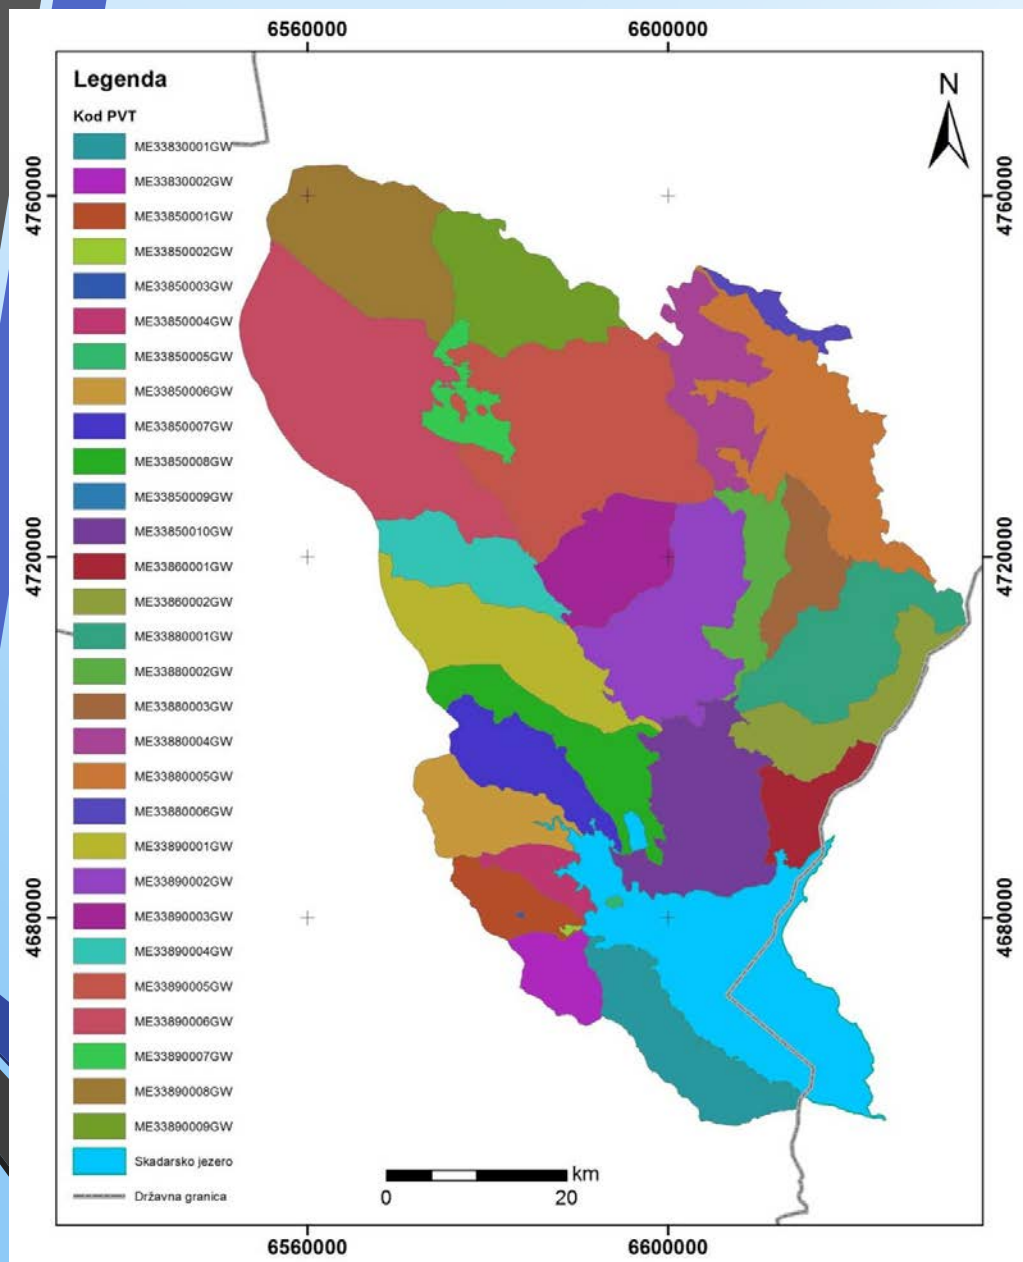 6560000 6600000
Legenda
N
Kod PVT
ME33830001GW
4760000 4760000
ME33830002GW
ME33850001GW
ME33850002GW
ME33850003GW
ME33850004GW
ME33850005GW
ME33850006GW
ME33850007GW
ME33850008GW
ME33850009GW
ME33850010GW
4720000 4720000
ME33860001GW
ME33860002GW
ME33880001GW
ME33880002GW
ME33880003GW
ME33880004GW
ME33880005GW
ME33880006GW
ME33890001GW
ME33890002GW
ME33890003GW
4680000 4680000
ME33890004GW
ME33890005GW
ME33890006GW
ME33890007GW
ME33890008GW
ME33890009GW
Skadarsko jezero
km
Državna granica
0 20
6560000 6600000